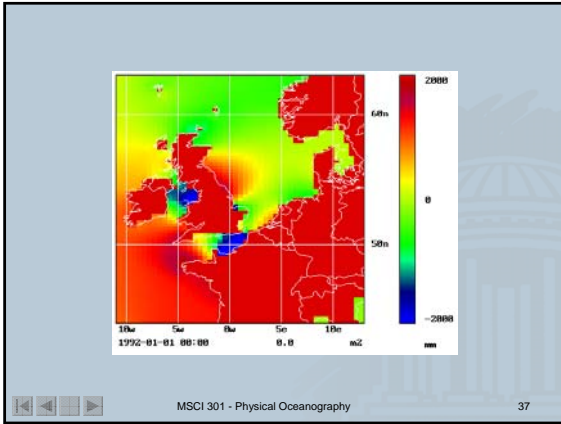 2000
60n
0
50n
-2000
10w 5w 0w 5e 10e
1992-01-01 00:00 0.0 m2 mm
MSCI 301 - Physical Oceanography 37